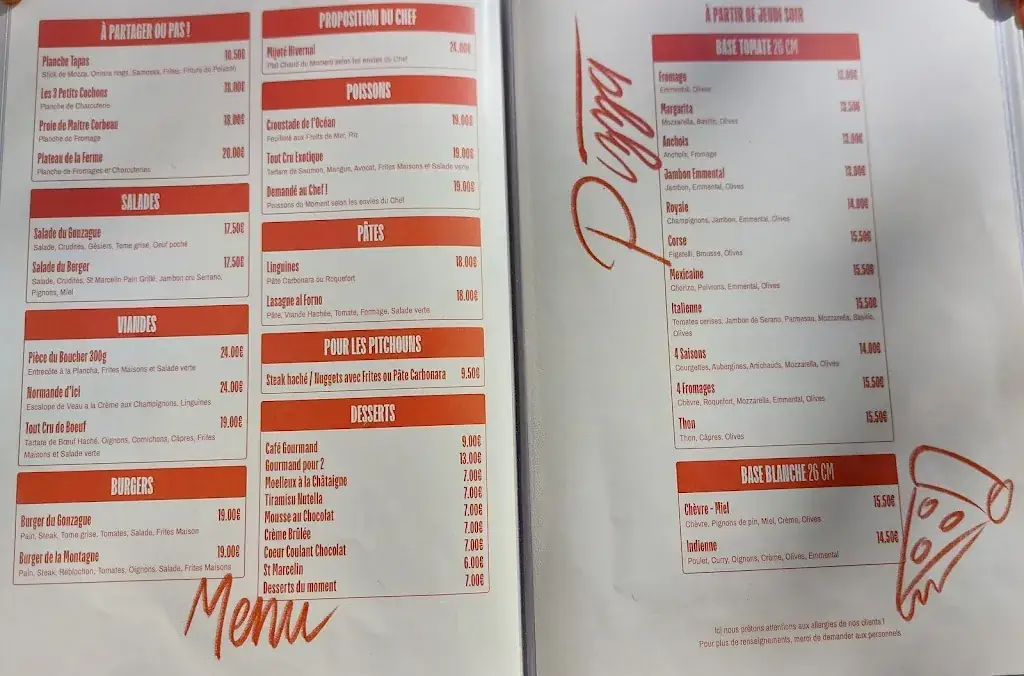 À PARTAGER OU PAS !
Planche Tapas 18.50€
Stick de Mozza, Onions rings, Samossa, Frites, Friture de Poisson
Les 3 Petits Cochons 18.00€
Planche de Charcuterie
Proie de Maître Corbeau 18.00€
Planche de Fromage
Plateau de la Ferme 20.00€
Planche de Fromages et Charcuteries
SALADES
Salade du Gonzague 17.50€
Salade, Crudités, Gésiers, Tome grisé, Oeuf poché
Salade du Berger 17.50€
Salade, Crudités, St Marcelin Pain Grillé, Jambon cru Serrano,
Pignons, Miel
VIANDES
Pièce du Boucher 300g 24.00€
Entrecôte à la Plancha, Frites Maisons et Salade verte
Normande d'ici 24.00€
Escalope de Veau a la Crème aux Champignons, Linguines
Tout Cru de Boeuf 19.00€
Tartare de Bœuf Haché, Oignons, Cornichons, Câpres, Frites
Maisons et Salade verte
BURGERS
Burger du Gonzague 19.00€
Pain, Steak, Tome grise, Tomates, Salade, Frites Maison
Burger de la Montagne 19.00€
Pain, Steak, Reblochon, Tomates, Oignons, Salade, Frites Maisons
Menu
PROPOSITION DU CHEF
Mijoté Hivernal 24.00€
Plat Chaud du Moment selon les envies du Chef
POISSONS
Croustade de l'Océan 19.00€
Feuilleté aux Fruits de Mer, Riz
Tout Cru Exotique 19.00€
Tartare de Saumon, Mangue, Avocat, Frites Maisons et Salade verte
Demandé au Chef ! 19.00€
Poissons du Moment selon les envies du Chef
PÂTES
Linguines 18.00€
Pâte Carbonara ou Roquefort
Lasagne al Forno 18.00€
Pâte, Viande Hachée, Tomate, Formage, Salade verte
POUR LES PITCHOUNS
Steak haché / Nuggets avec Frites ou Pâte Carbonara 9.50€
DESSERTS
Café Gourmand 9.00€
Gourmand pour 2 13.00€
Moelleux à la Châtaigne 7.00€
Tiramisu Nutella 7.00€
Mousse au Chocolat 7.00€
Crème Brûlée 7.00€
Coeur Coulant Chocolat 7.00€
St Marcelin 6.00€
Desserts du moment 7.00€
Pizza
À PARTIR DE JEUDI SOIR
BASE TOMATE 26 CM
Fromage
Emmental, Olives
Margarita 13.50€
Mozzarella, Basilic, Olives
Anchois
Anchois, Fromage
Jambon Emmental
Jambon, Emmental, Olives
Royale 14.00€
Champignons, Jambon, Emmental, Olives
Corse 15.50€
Figatelli, Brousse, Olives
Mexicaine 15.50€
Chorizo, Poivrons, Emmental, Olives
Italienne 15.50€
Tomates cerises, Jambon de Serano, Parmesan, Mozzarella, Basilic,
Olives
4 Saisons 14.00€
Courgettes, Aubergines, Artichauds, Mozzarella, Olives
4 Fromages 15.50€
Chèvre, Roquefort, Mozzarella, Emmental, Olives
Thon 15.50€
Thon, Câpres, Olives
BASE BLANCHE 26 CM
Chèvre - Miel 15.50€
Chèvre, Pignons de pin, Miel, Crème, Olives
Indienne 14.50€
Poulet, Curry, Oignons, Crème, Olives, Emmental
Ici nous prêtons attentions aux allergies de nos clients !
Pour plus de renseignements, merci de demander aux personnels